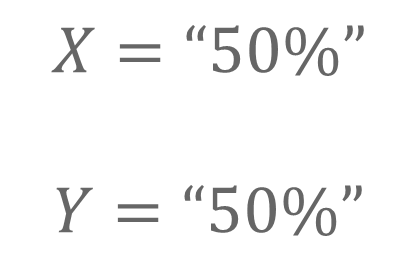 X = “50%”
Y = “50%”